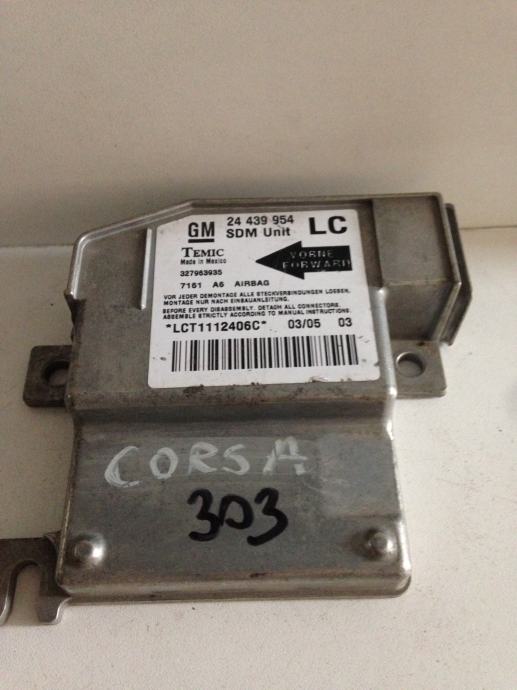 GM 24 439 954 LC
SDM Unit
TEMIC
Made in Mexico
VORNE
FORWARD
327963935
7161 A6 AIRBAG
VOR JEDER DEMONTAGE ALLE STECKVERBINDUNGEN LOESEN.
MONTAGE NUR NACH EINBAUANLEITUNG.
BEFORE EVERY DISASSEMBLY, DETACH ALL CONNECTORS.
ASSEMBLE STRICTLY ACCORDING TO MANUAL INSTRUCTIONS.
*LCT1112406C* 03/05 03
CORSA
303